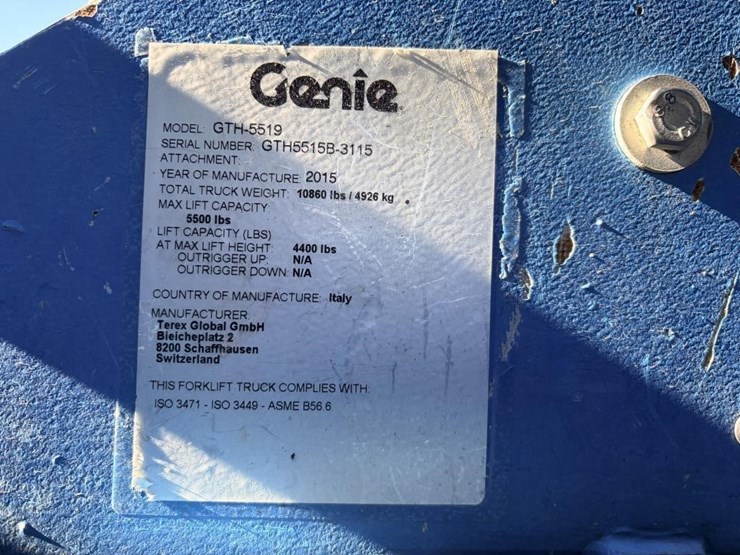 Genie
MODEL: GTH-5519
SERIAL NUMBER: GTH5515B-3115
ATTACHMENT:
YEAR OF MANUFACTURE: 2015
TOTAL TRUCK WEIGHT: 10860 lbs / 4926 kg
MAX LIFT CAPACITY
5500 lbs
LIFT CAPACITY (LBS)
AT MAX LIFT HEIGHT: 4400 lbs
OUTRIGGER UP: N/A
OUTRIGGER DOWN: N/A
COUNTRY OF MANUFACTURE: Italy
MANUFACTURER:
Terex Global GmbH
Bleicheplatz 2
8200 Schaffhausen
Switzerland
THIS FORKLIFT TRUCK COMPLIES WITH:
ISO 3471 - ISO 3449 - ASME B56.6